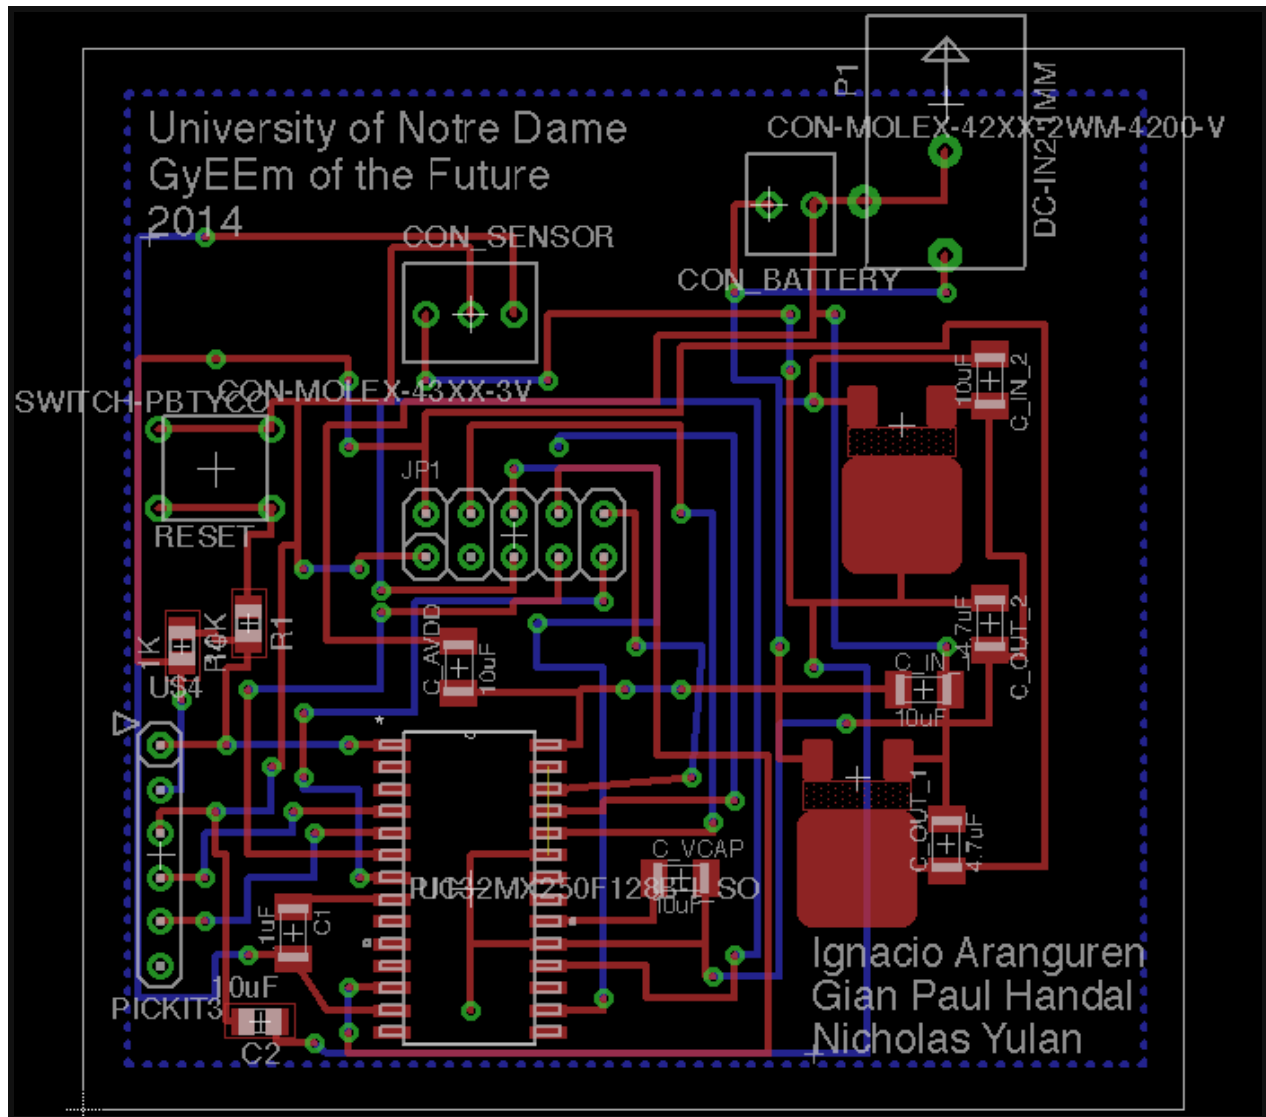 P1
University of Notre Dame
CON-MOLEX-42XX-2WM-4200-V
GyEEm of the Future
DC-IN2-1MM
2014
CON_SENSOR
CON_BATTERY
CON-MOLEX-43XX-3V
SWITCH-PBTYCO
10uF
C_IN_2
JP1
RESET
1K
R1
C_AVDD
10uF
4.7uF
C_OUT_2
U$4
C_IN
10uF
*
C_OUT_1
4.7uF
C_VCAP
10uF
.1uF
C1
10uF
PICKIT3
C2
Ignacio Aranguren
Gian Paul Handal
Nicholas Yulan